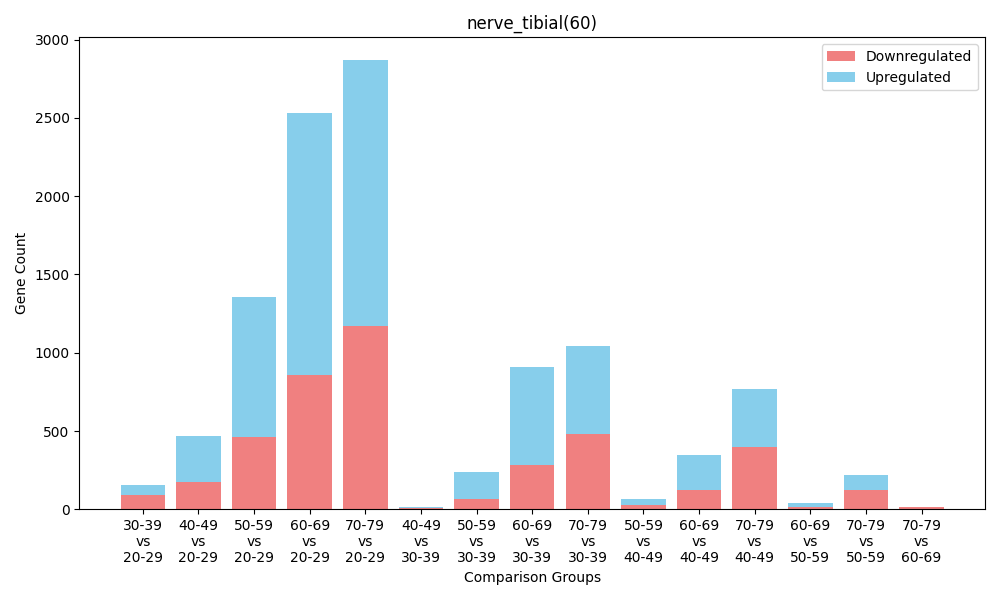 nerve_tibial(60)
3000
2500
2000
1500
1000
500
0
Gene Count
Downregulated
Upregulated
30-39
vs
20-29
40-49
vs
20-29
50-59
vs
20-29
60-69
vs
20-29
70-79
vs
20-29
40-49
vs
30-39
50-59
vs
30-39
60-69
vs
30-39
70-79
vs
30-39
50-59
vs
40-49
60-69
vs
40-49
70-79
vs
40-49
60-69
vs
50-59
70-79
vs
50-59
70-79
vs
60-69
Comparison Groups